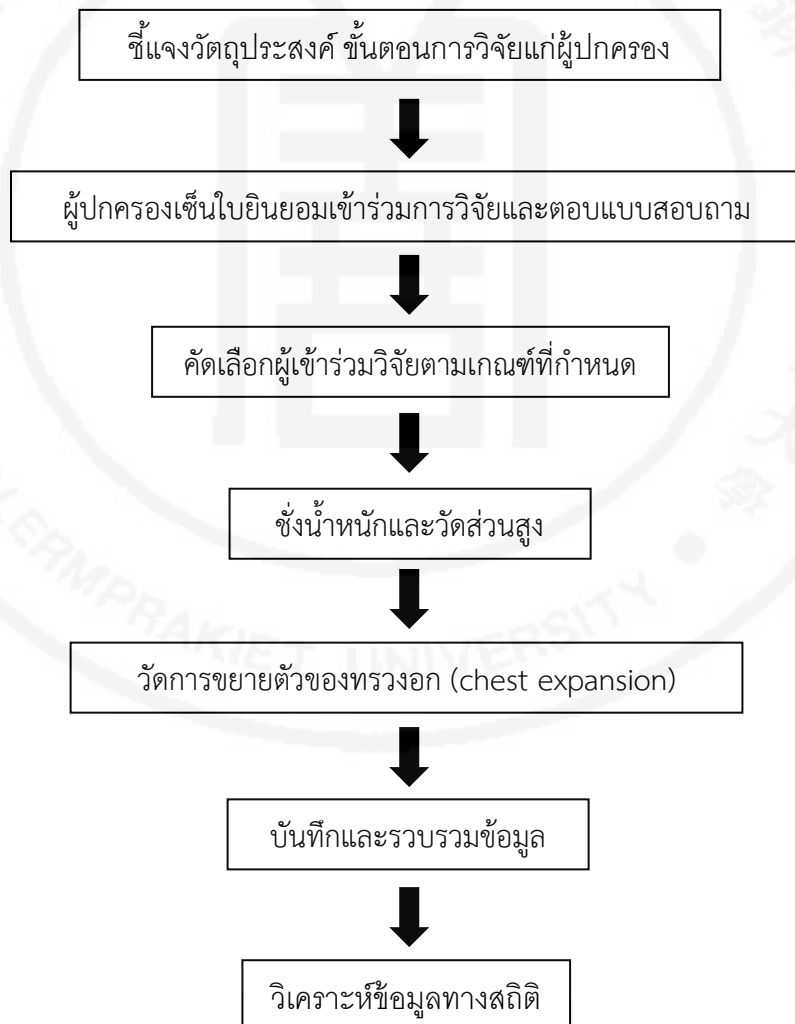 ชี้แจงวัตถุประสงค์ ขั้นตอนการวิจัยแก่ผู้ปกครอง
ผู้ปกครองเซ็นใบยินยอมเข้าร่วมการวิจัยและตอบแบบสอบถาม
คัดเลือกผู้เข้าร่วมวิจัยตามเกณฑ์ที่กำหนด
ชั่งน้ำหนักและวัดส่วนสูง
วัดการขยายตัวของทรวงอก (chest expansion)
บันทึกและรวบรวมข้อมูล
วิเคราะห์ข้อมูลทางสถิติ
ERMPRAKIET UNIVERSITY